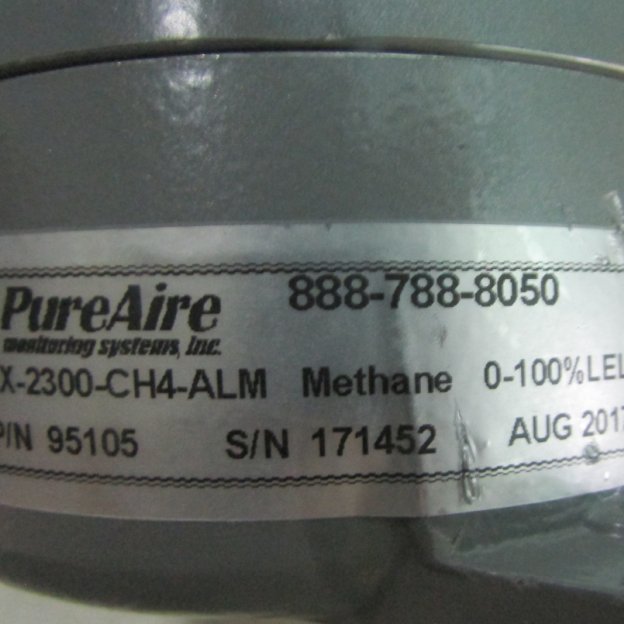 PureAire 888-788-8050
monitoring systems, Inc.
X-2300-CH4-ALM Methane 0-100%LEL
P/N 95105 S/N 171452 AUG 2017